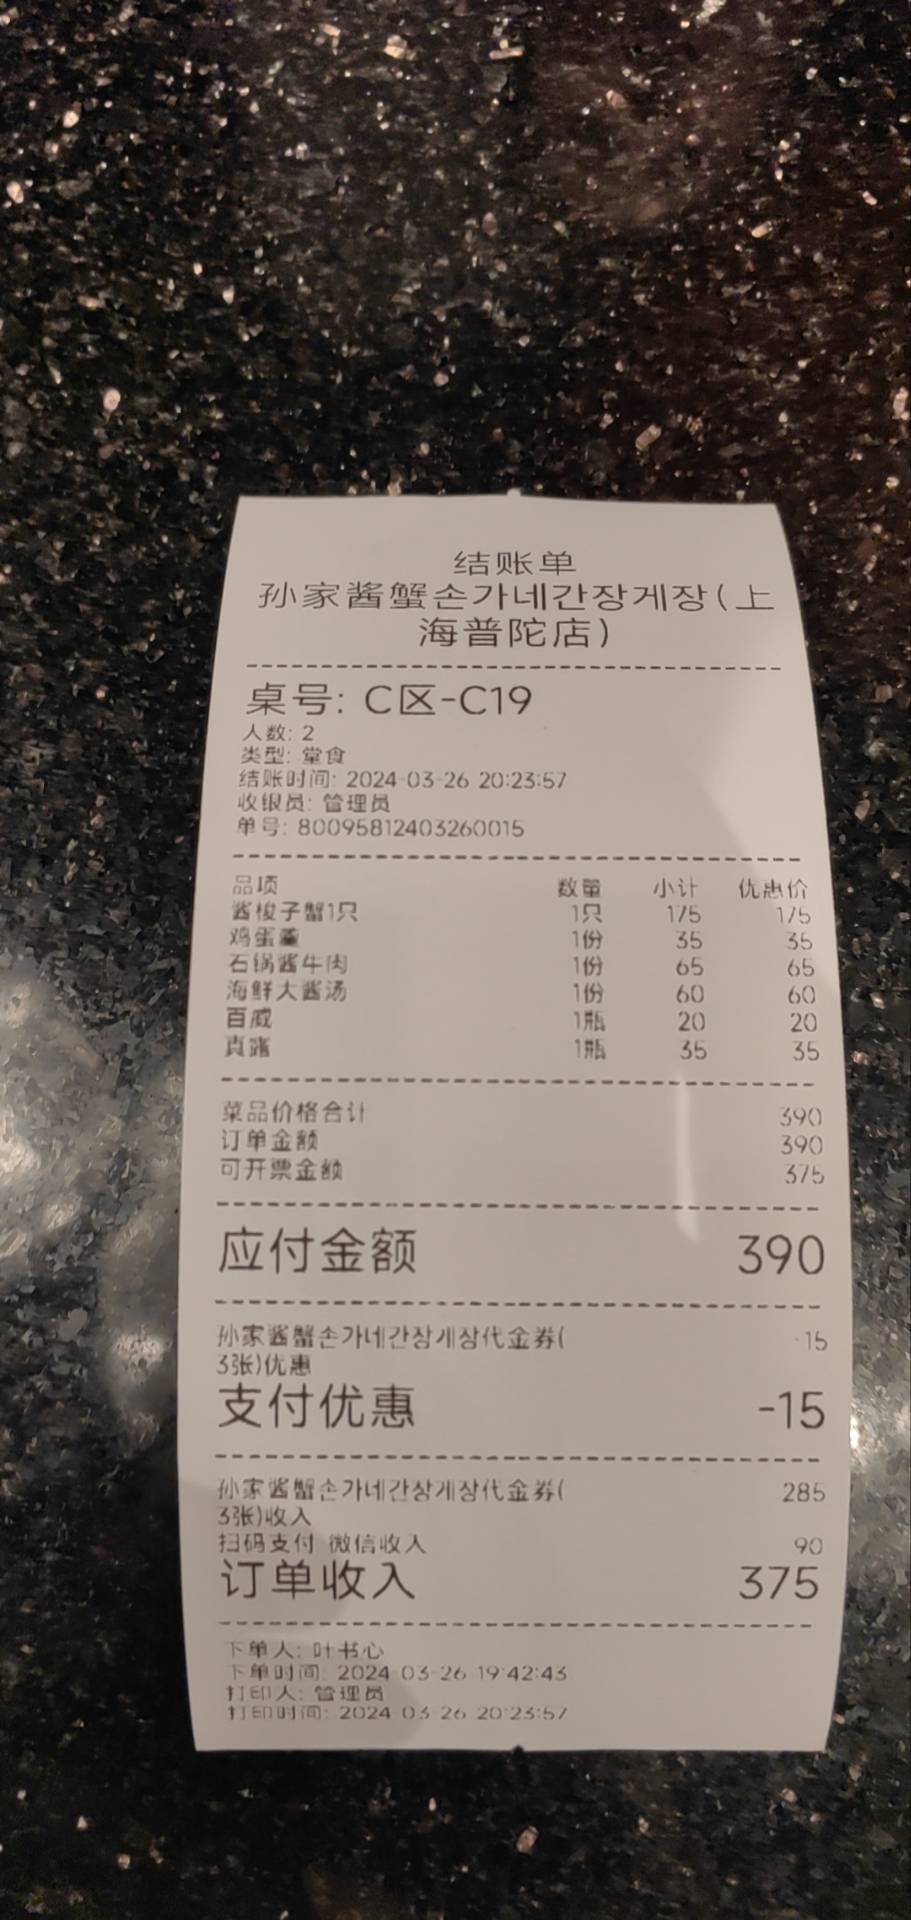 结账单
孙家酱蟹손가네간장게장(上
海普陀店)
桌号: C区-C19
人数: 2
类型: 堂食
结账时间: 2024-03-26 20:23:57
收银员: 管理员
单号: 80095812403260015
品项 数量 小计 优惠价
酱梭子蟹1只 1只 175 175
鸡蛋羹 1份 35 35
石锅酱牛肉 1份 65 65
海鲜大酱汤 1份 60 60
百威 1瓶 20 20
真露 1瓶 35 35
菜品价格合计 390
订单金额 390
可开票金额 375
应付金额 390
孙家酱蟹손가네간장게장代金券( -15
3张)优惠
支付优惠 -15
孙家酱蟹손가네간장게장代金券( 285
3张)收入
扫码支付-微信收入 90
订单收入 375
下单人: 叶书心
下单时间: 2024-03-26 19:42:43
打印人: 管理员
打印时间: 2024-03-26 20:23:57